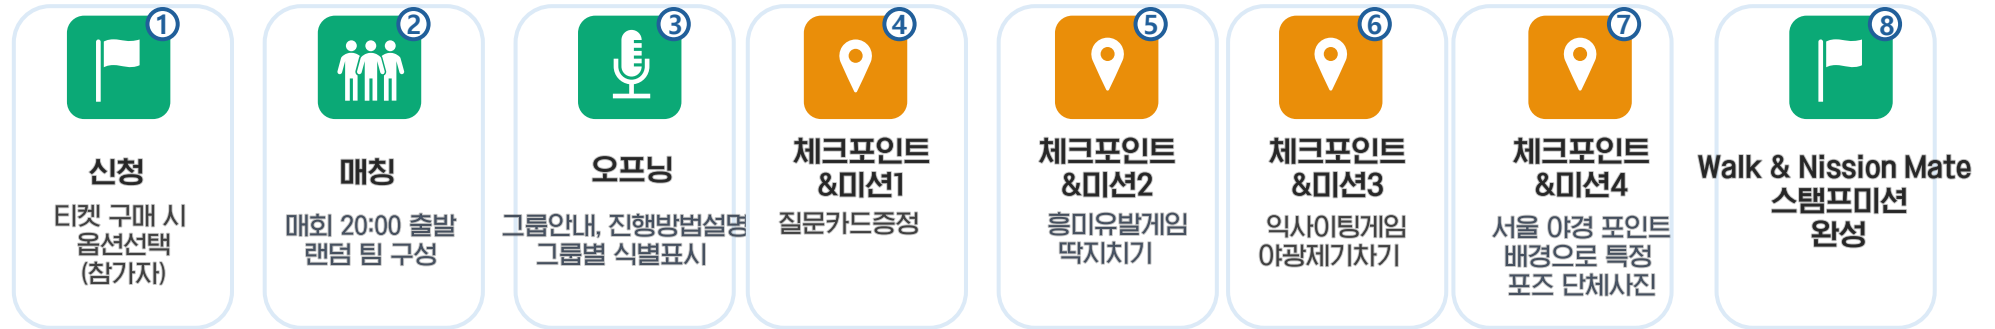 ①
신청
티켓 구매 시
옵션선택
(참가자)
②
매칭
매회 20:00 출발
랜덤 팀 구성
③
오프닝
그룹안내, 진행방법설명
그룹별 식별표시
④
체크포인트
&미션1
질문카드증정
⑤
체크포인트
&미션2
흥미유발게임
딱지치기
⑥
체크포인트
&미션3
익사이팅게임
야광제기차기
⑦
체크포인트
&미션4
서울 야경 포인트
배경으로 특정
포즈 단체사진
⑧
Walk & Nission Mate
스탬프미션
완성